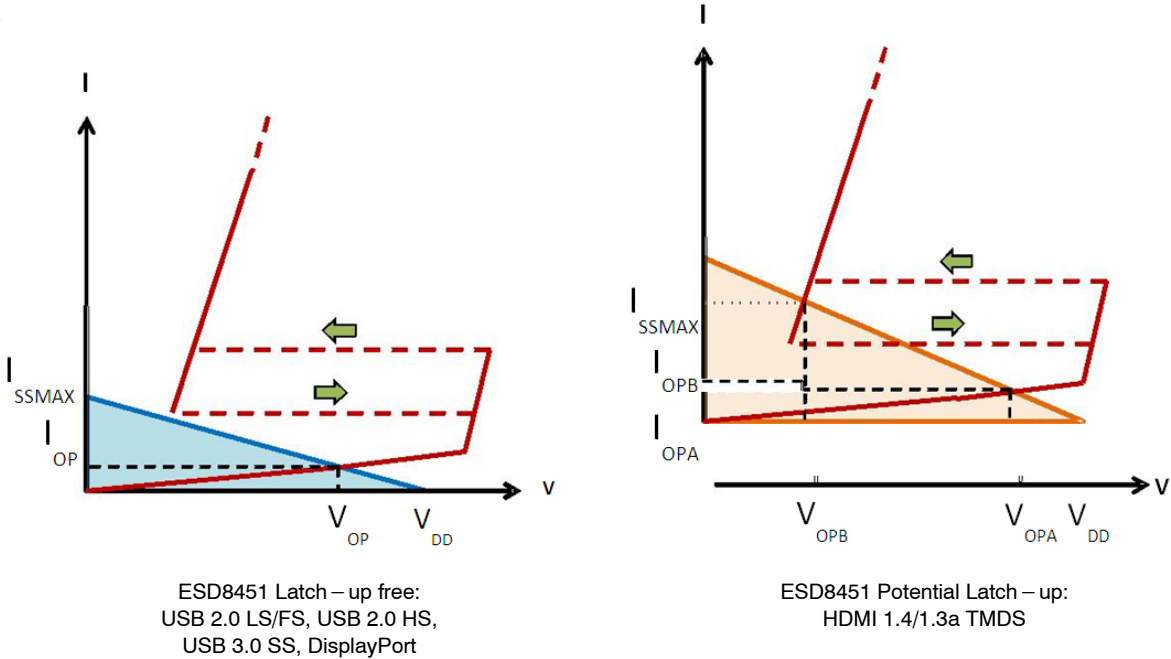 I
I
SSMAX
I
OP
V
V
OP
V
DD
ESD8451 Latch – up free:
USB 2.0 LS/FS, USB 2.0 HS,
USB 3.0 SS, DisplayPort
I
I
SSMAX
I
OPB
I
OPA
V
V
OPB
V
OPA
V
DD
ESD8451 Potential Latch – up:
HDMI 1.4/1.3a TMDS